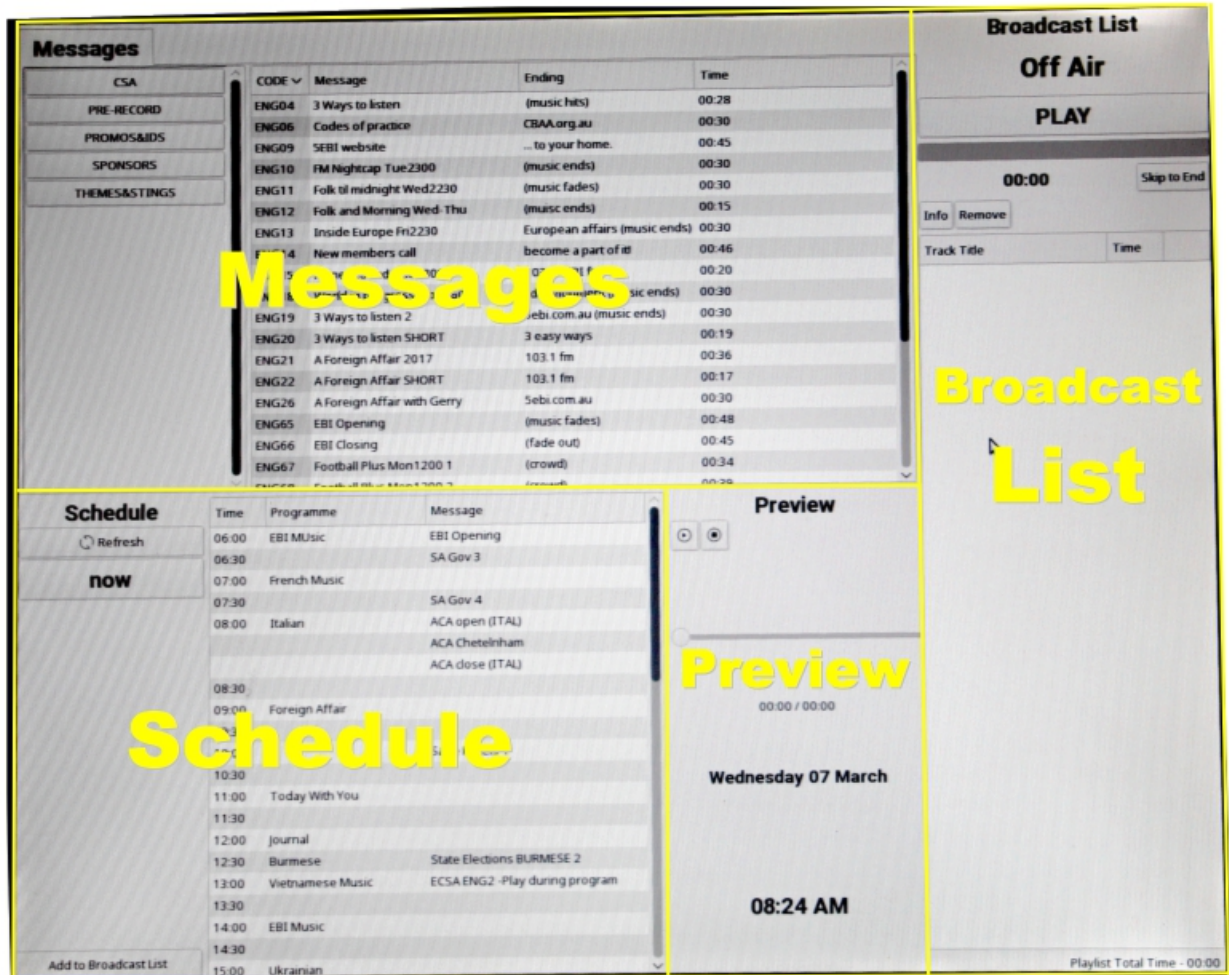 Messages
CSA
PRE-RECORD
PROMOS&IDS
SPONSORS
THEMES&STINGS
CODE Message Ending Time
ENG04 3 Ways to listen (music hits) 00:28
ENG06 Codes of practice CBAA.org.au 00:30
ENG09 5EBI website ... to your home. 00:45
ENG10 FM Nightcap Tue2300 (music ends) 00:30
ENG11 Folk til midnight Wed2230 (music fades) 00:30
ENG12 Folk and Morning Wed-Thu (muisc ends) 00:15
ENG13 Inside Europe Fri2230 European affairs (music ends) 00:30
New members call become a part of it! 00:46
00:20
00:30
ENG19 3 Ways to listen 2 5ebi.com.au (music ends) 00:30
ENG20 3 Ways to listen SHORT 3 easy ways 00:19
ENG21 A Foreign Affair 2017 103.1 fm 00:36
ENG22 A Foreign Affair SHORT 103.1 fm 00:17
ENG26 A Foreign Affair with Gerry 5ebi.com.au 00:30
ENG65 EBI Opening (music fades) 00:48
ENG66 EBI Closing (fade out) 00:45
ENG67 Football Plus Mon1200 1 (crowd) 00:34
Messages
Broadcast List
Off Air
PLAY
00:00 Skip to End
Info Remove
Track Title Time
Broadcast
List
Playlist Total Time - 00:00
Schedule
Refresh
now
Add to Broadcast List
Time Programme Message
06:00 EBI MUsic EBI Opening
06:30 SA Gov 3
07:00 French Music
07:30 SA Gov 4
08:00 Italian ACA open (ITAL)
ACA Chetelnham
ACA close (ITAL)
08:30
09:00 Foreign Affair
10:30
11:00 Today With You
11:30
12:00 Journal
12:30 Burmese State Elections BURMESE 2
13:00 Vietnamese Music ECSA ENG2 -Play during program
13:30
14:00 EBI Music
14:30
15:00 Ukrainian
Schedule
Preview
Preview
00:00 / 00:00
Wednesday 07 March
08:24 AM